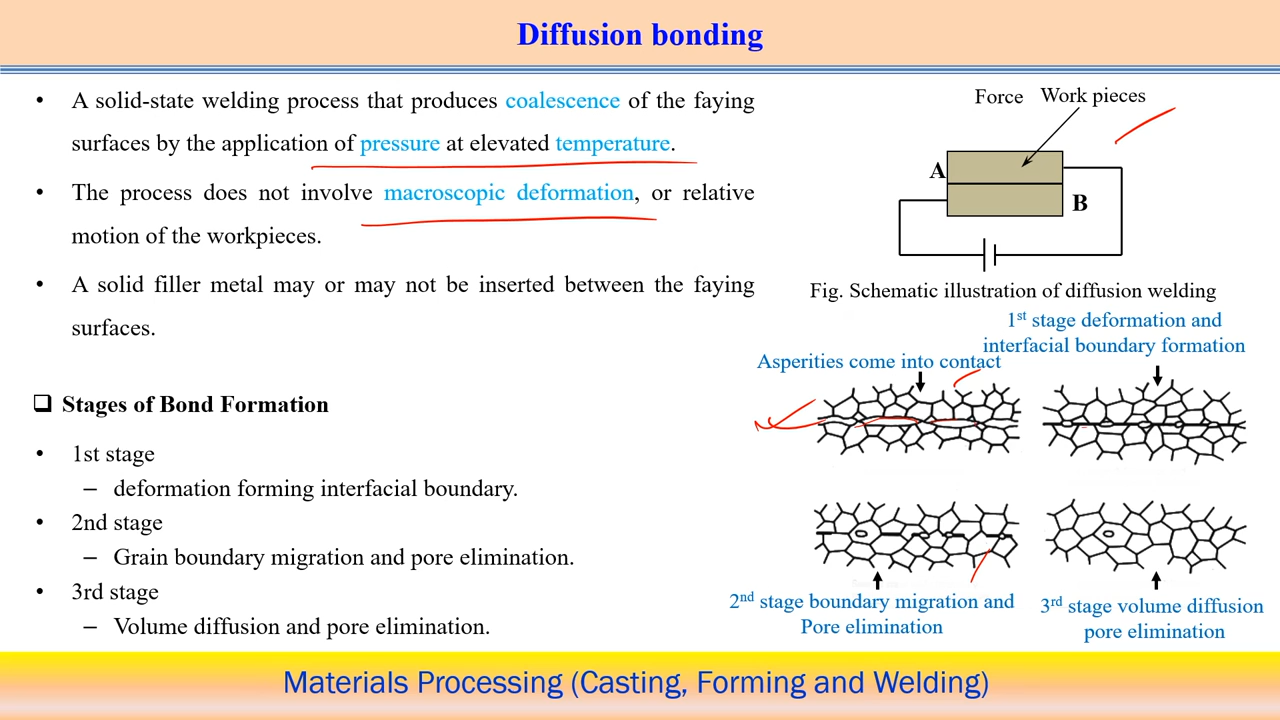 Diffusion bonding
• A solid-state welding process that produces coalescence of the faying
surfaces by the application of pressure at elevated temperature.
• The process does not involve macroscopic deformation, or relative
motion of the workpieces.
• A solid filler metal may or may not be inserted between the faying
surfaces.
❑ Stages of Bond Formation
• 1st stage
– deformation forming interfacial boundary.
• 2nd stage
– Grain boundary migration and pore elimination.
• 3rd stage
– Volume diffusion and pore elimination.
Force Work pieces
A
B
Fig. Schematic illustration of diffusion welding
1st stage deformation and
interfacial boundary formation
Asperities come into contact
2nd stage boundary migration and
Pore elimination
3rd stage volume diffusion
pore elimination
Materials Processing (Casting, Forming and Welding)